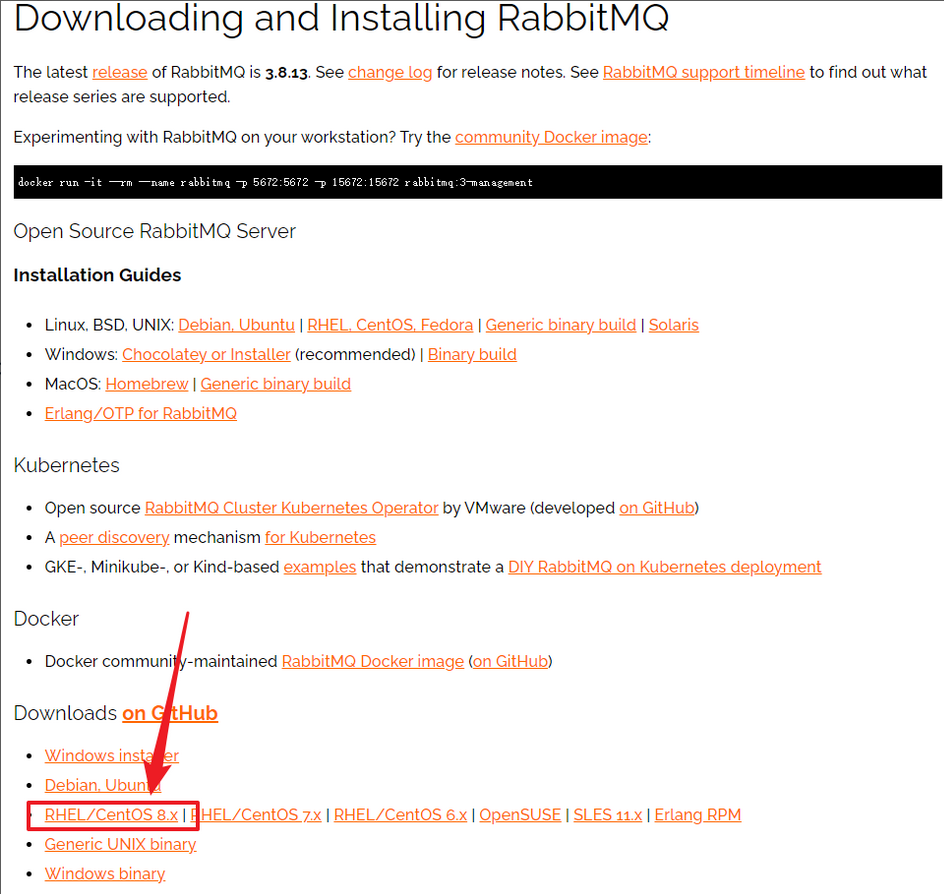 Downloading and Installing RabbitMQ
The latest release of RabbitMQ is 3.8.13. See change log for release notes. See RabbitMQ support timeline to find out what
release series are supported.
Experimenting with RabbitMQ on your workstation? Try the community Docker image:
docker run -it --rm --name rabbitmq -p 5672:5672 -p 15672:15672 rabbitmq:3-management
Open Source RabbitMQ Server
Installation Guides
• Linux, BSD, UNIX: Debian, Ubuntu | RHEL, CentOS, Fedora | Generic binary build | Solaris
• Windows: Chocolatey or Installer (recommended) | Binary build
• MacOS: Homebrew | Generic binary build
• Erlang/OTP for RabbitMQ
Kubernetes
• Open source RabbitMQ Cluster Kubernetes Operator by VMware (developed on GitHub)
• A peer discovery mechanism for Kubernetes
• GKE-, Minikube-, or Kind-based examples that demonstrate a DIY RabbitMQ on Kubernetes deployment
Docker
• Docker community-maintained RabbitMQ Docker image (on GitHub)
Downloads on GitHub
• Windows installer
• Debian, Ubuntu
• RHEL/CentOS 8.x | RHEL/CentOS 7.x | RHEL/CentOS 6.x | OpenSUSE | SLES 11.x | Erlang RPM
• Generic UNIX binary
• Windows binary